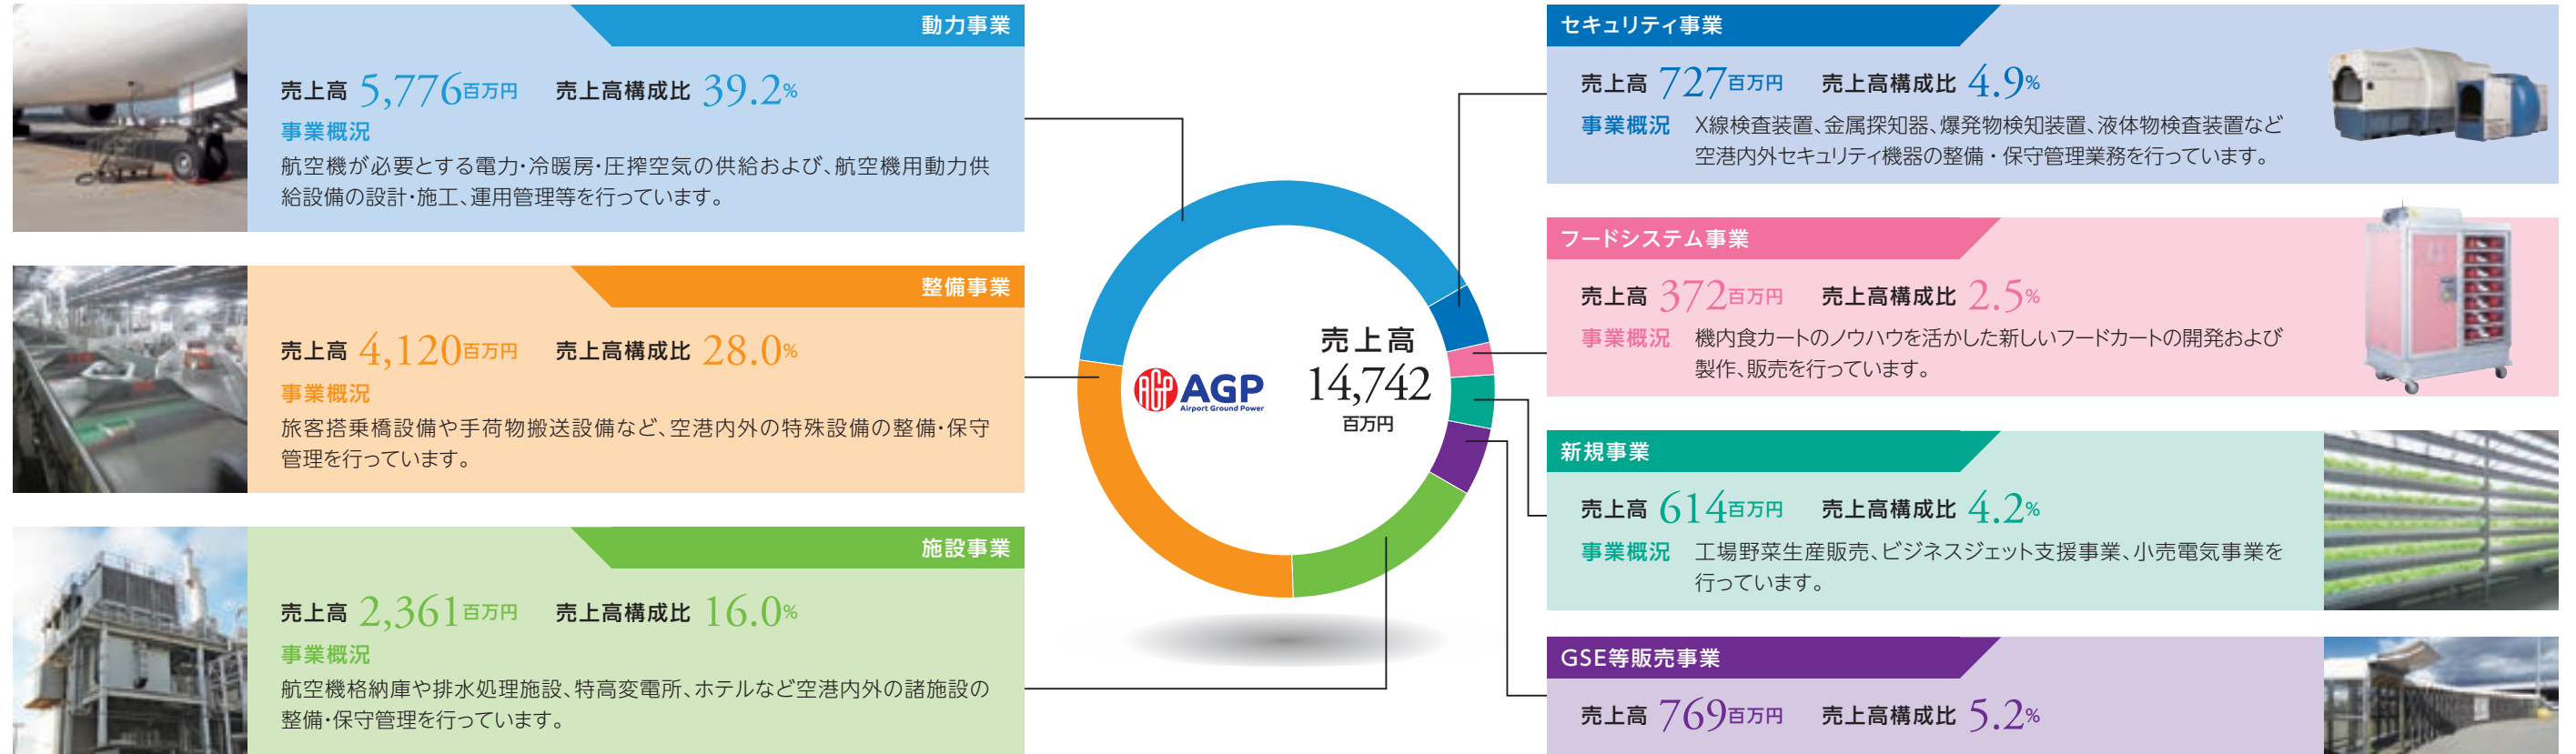 動力事業
売上高 5,776百万円 売上高構成比 39.2%
事業概況
航空機が必要とする電力・冷暖房・圧搾空気の供給および、航空機用動力供
給設備の設計・施工、運用管理等を行っています。
整備事業
売上高 4,120百万円 売上高構成比 28.0%
事業概況
旅客搭乗橋設備や手荷物搬送設備など、空港内外の特殊設備の整備・保守
管理を行っています。
施設事業
売上高 2,361百万円 売上高構成比 16.0%
事業概況
航空機格納庫や排水処理施設、特高変電所、ホテルなど空港内外の諸施設の
整備・保守管理を行っています。
AGP AGP
Airport Ground Power
売上高
14,742
百万円
セキュリティ事業
売上高 727百万円 売上高構成比 4.9%
事業概況 X線検査装置、金属探知器、爆発物検知装置、液体物検査装置など
空港内外セキュリティ機器の整備・保守管理業務を行っています。
フードシステム事業
売上高 372百万円 売上高構成比 2.5%
事業概況 機内食カートのノウハウを活かした新しいフードカートの開発および
製作、販売を行っています。
新規事業
売上高 614百万円 売上高構成比 4.2%
事業概況 工場野菜生産販売、ビジネスジェット支援事業、小売電気事業を
行っています。
GSE等販売事業
売上高 769百万円 売上高構成比 5.2%